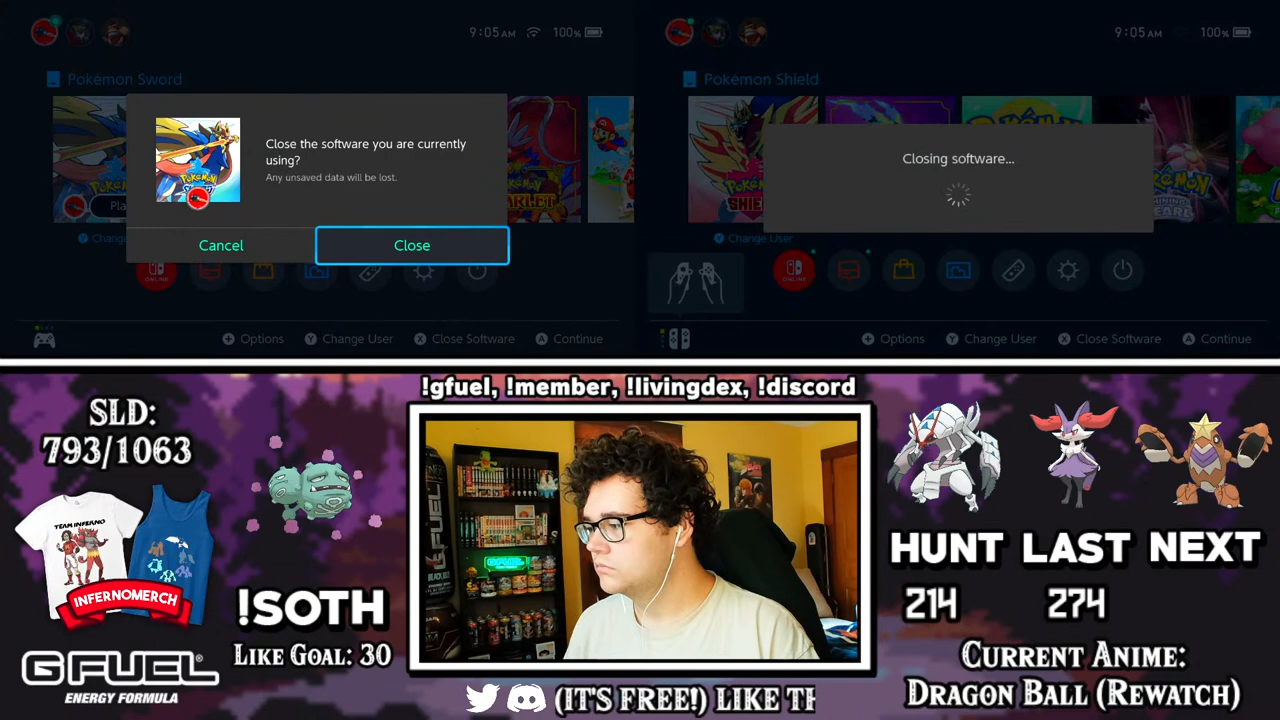 9:05 AM 100%
Pokémon Sword
Close the software you are currently
using?
Any unsaved data will be lost.
Cancel
Close
ONLINE
Options
Change User
Close Software
Continue
9:05 AM 100%
Pokémon Shield
Closing software...
Change User
ONLINE
Options
Change User
Close Software
Continue
!gfuel, !member, !livingdex, !discord
SLD:
793/1063
TEAM INFERNO
INFERNOMERCH
G FUEL
ENERGY FORMULA
!SOTH
LIKE GOAL: 30
HUNT
214
LAST
274
NEXT
CURRENT ANIME:
DRAGON BALL (REWATCH)
(IT'S FREE!) LIKE TH